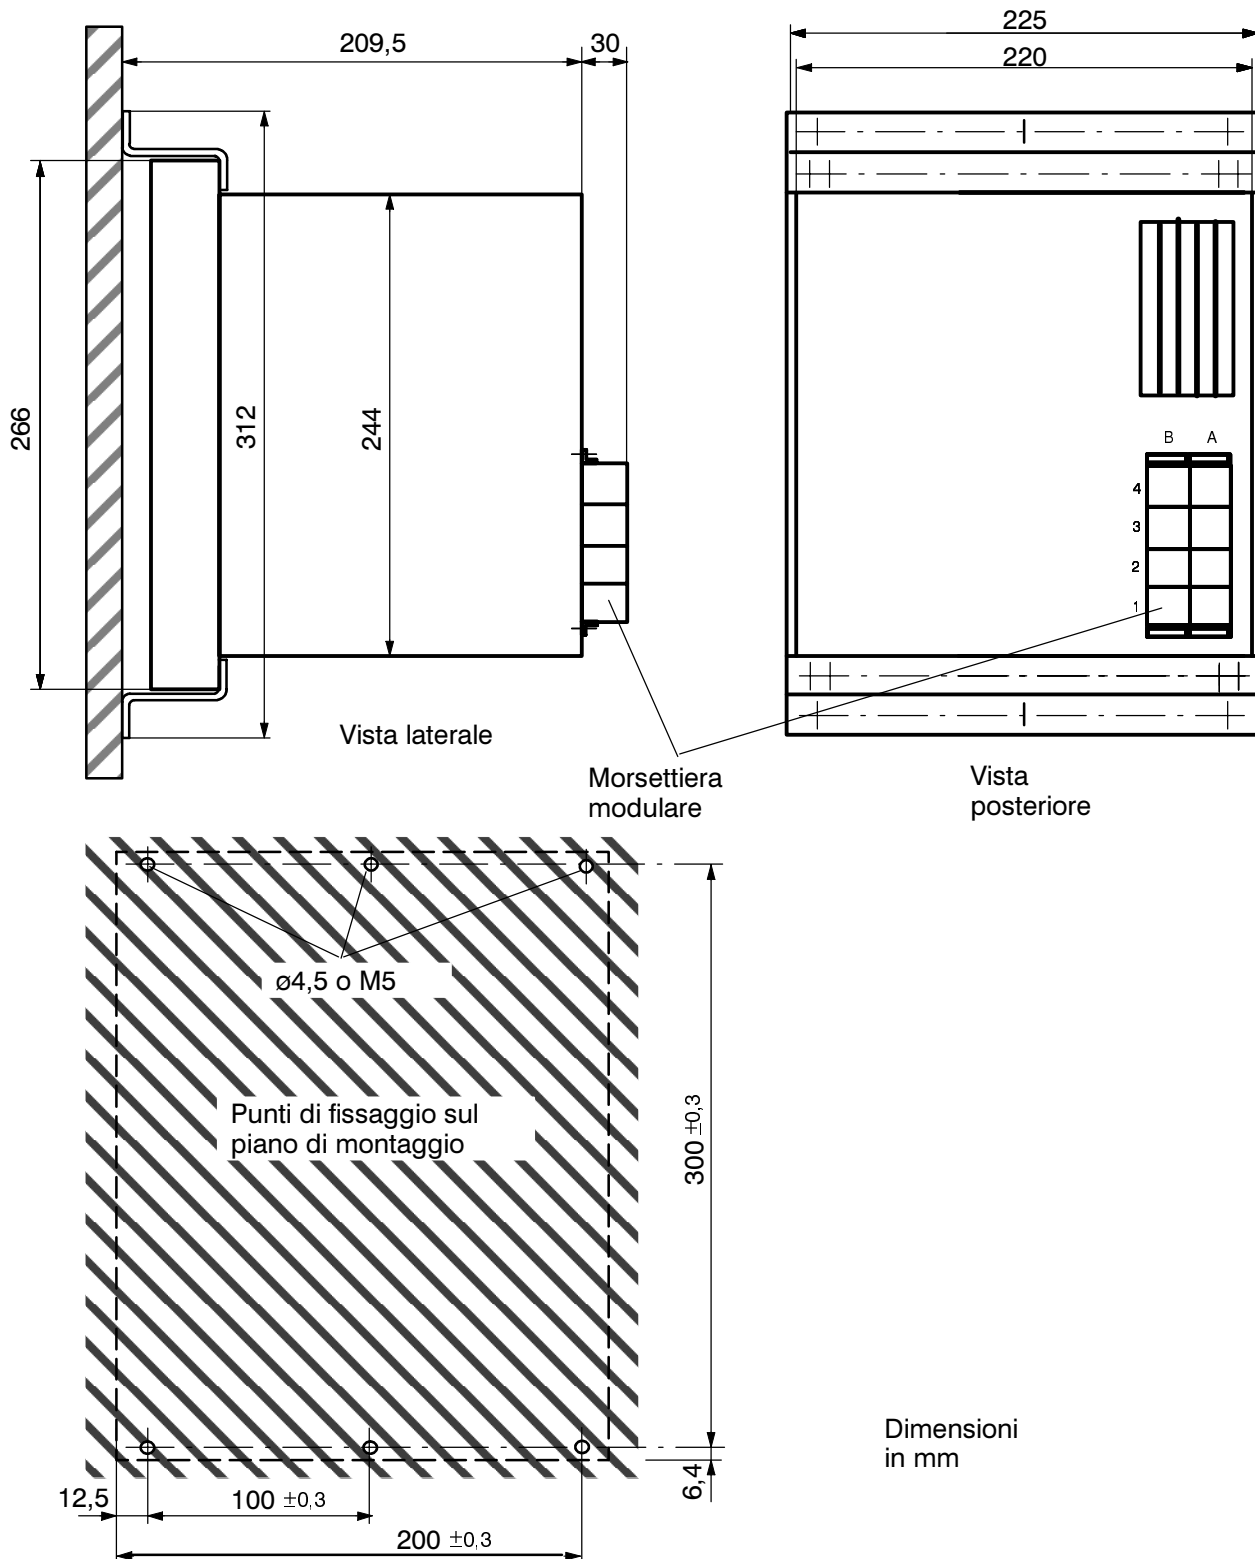 225
209,5
30
220
266
312
244
B A
4
3
2
1
Vista laterale
Morsettiera
modulare
Vista
posteriore
ø4,5 o M5
Punti di fissaggio sul
piano di montaggio
300 ±0,3
Dimensioni
in mm
6,4
12,5
100 ±0,3
200 ±0,3